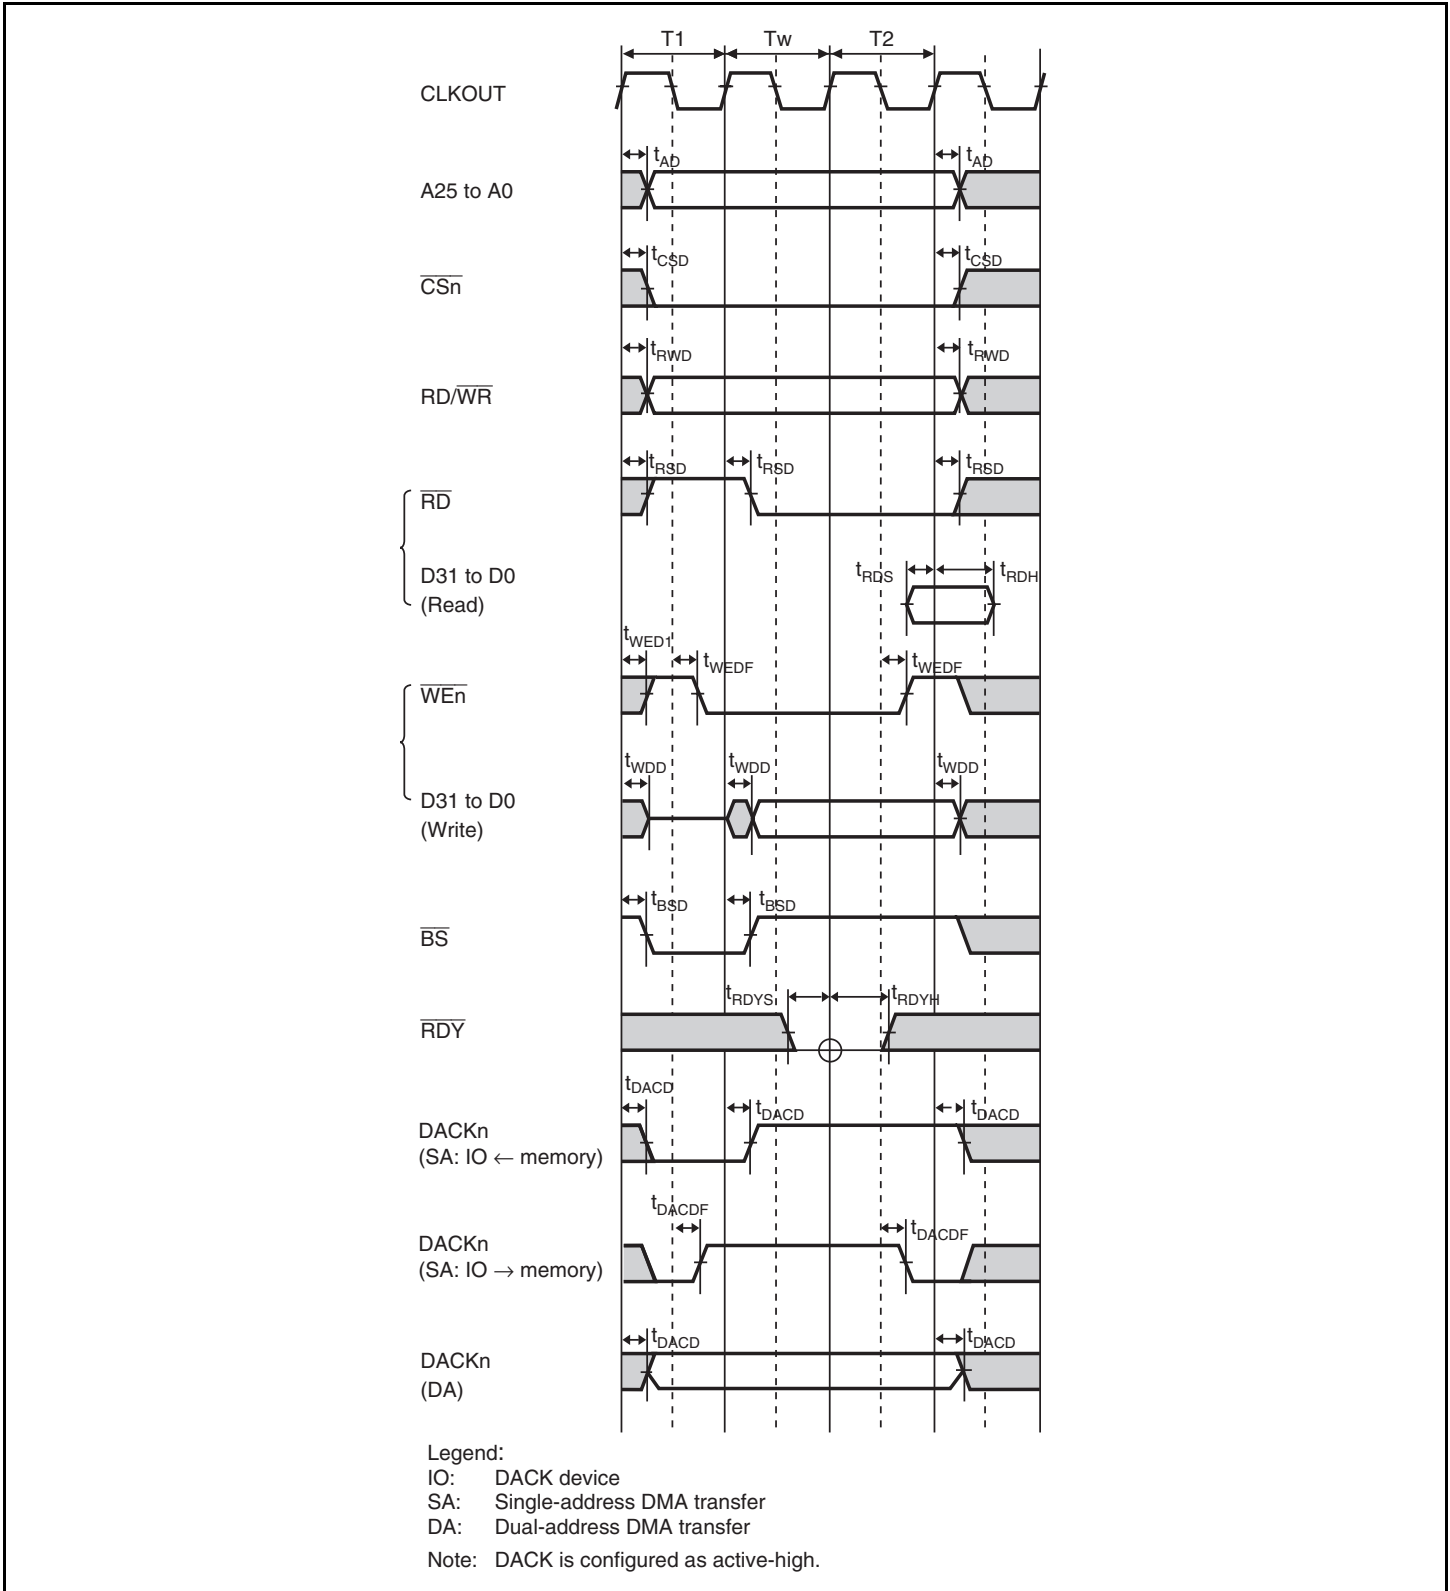 T1 Tw T2
CLKOUT
tAD tAD
A25 to A0
tCSD tCSD
CSn
tRWD tRWD
RD/WR
tRSD tRSD tRSD
RD
tRDS tRDH
D31 to D0
(Read)
tWED1
tWEDF tWEDF
WEn
tWDD tWDD tWDD
D31 to D0
(Write)
tBSD tBSD
BS
tRDYS tRDYH
RDY
tDACD
tDACD tDACD
DACKn
(SA: IO ← memory)
tDACDF tDACDF
DACKn
(SA: IO → memory)
tDACD tDACD
DACKn
(DA)
Legend:
IO: DACK device
SA: Single-address DMA transfer
DA: Dual-address DMA transfer
Note: DACK is configured as active-high.